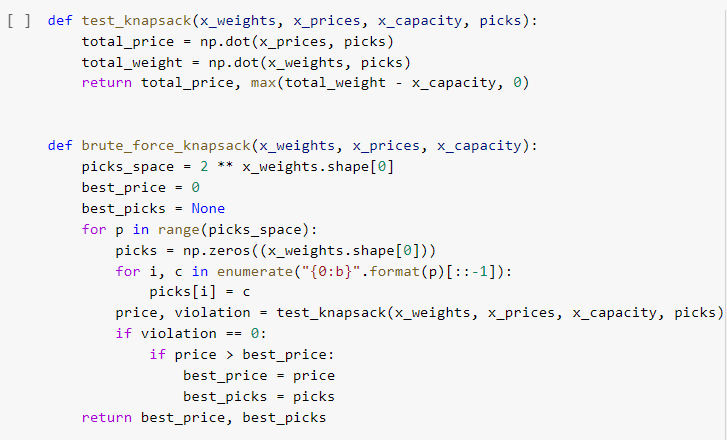 [ ] def test_knapsack(x_weights, x_prices, x_capacity, picks):
total_price = np.dot(x_prices, picks)
total_weight = np.dot(x_weights, picks)
return total_price, max(total_weight - x_capacity, 0)
def brute_force_knapsack(x_weights, x_prices, x_capacity):
picks_space = 2 ** x_weights.shape[0]
best_price = 0
best_picks = None
for p in range(picks_space):
picks = np.zeros((x_weights.shape[0]))
for i, c in enumerate("{0:b}".format(p)[::-1]):
picks[i] = c
price, violation = test_knapsack(x_weights, x_prices, x_capacity, picks)
if violation == 0:
if price > best_price:
best_price = price
best_picks = picks
return best_price, best_picks